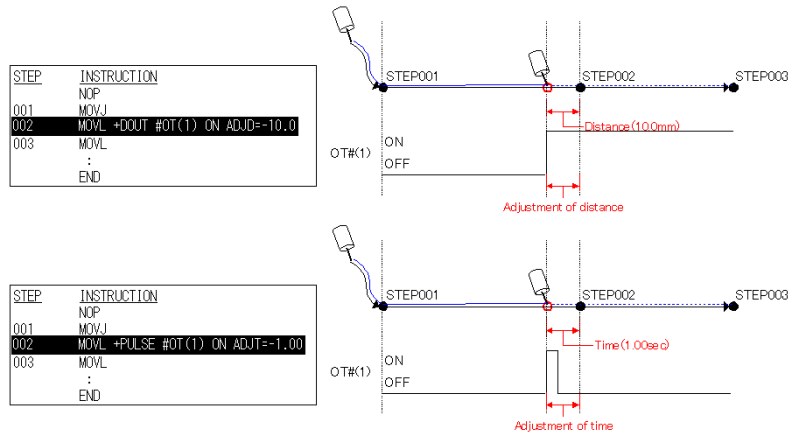 STEP INSTRUCTION
NOP
001 MOVJ
002 MOVL +DOUT #OT(1) ON ADJD=-10.0
003 MOVL
:
END
STEP001 STEP002 STEP003
Distance(10.0mm)
OT#(1)
ON
OFF
Adjustment of distance
STEP INSTRUCTION
NOP
001 MOVJ
002 MOVL +PULSE #OT(1) ON ADJT=-1.00
003 MOVL
:
END
STEP001 STEP002 STEP003
Time(1.00sec)
OT#(1)
ON
OFF
Adjustment of time